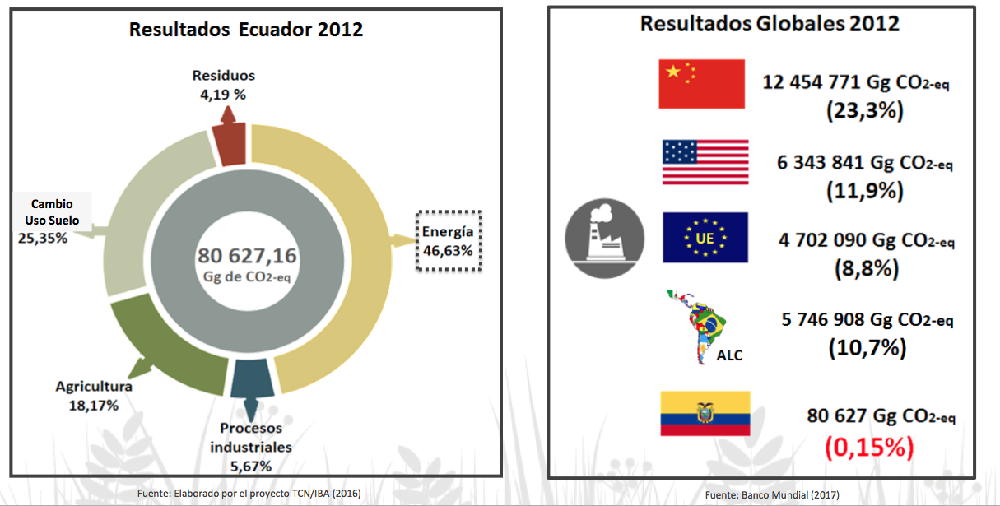 Resultados Ecuador 2012
Residuos
4,19 %
Cambio
Uso Suelo
25,35%
Energía
46,63%
80 627,16
Gg de CO2-eq
Agricultura
18,17%
Procesos
industriales
5,67%
Fuente: Elaborado por el proyecto TCN/IBA (2016)
Resultados Globales 2012
12 454 771 Gg CO2-eq
(23,3%)
6 343 841 Gg CO2-eq
(11,9%)
UE
4 702 090 Gg CO2-eq
(8,8%)
ALC
5 746 908 Gg CO2-eq
(10,7%)
80 627 Gg CO2-eq
(0,15%)
Fuente: Banco Mundial (2017)